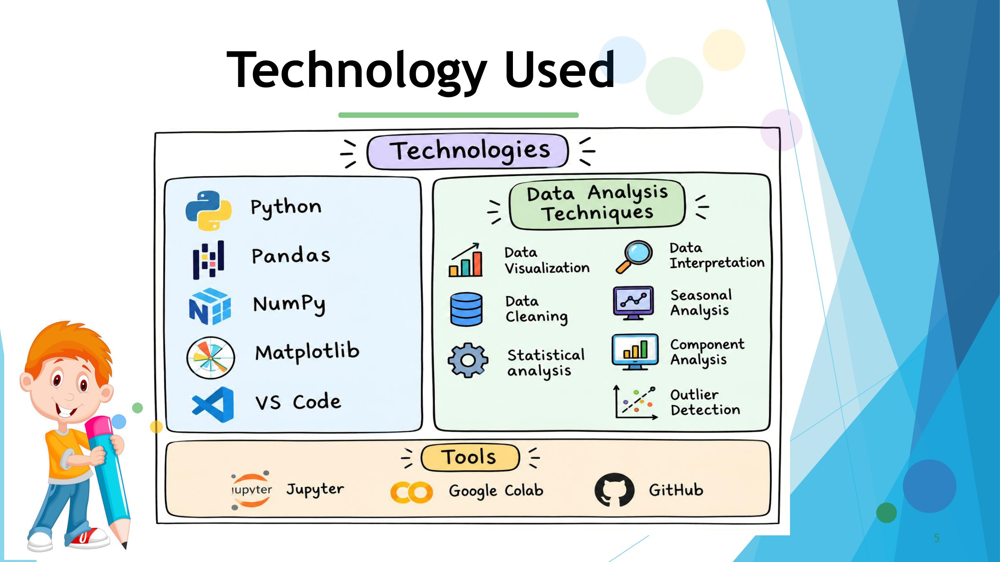 Technology Used
Technologies
Python
Pandas
NumPy
Matplotlib
VS Code
Data Analysis
Techniques
Data
Visualization
Data
Cleaning
Statistical
analysis
Data
Interpretation
Seasonal
Analysis
Component
Analysis
Outlier
Detection
Tools
Jupyter
Google Colab
GitHub
5